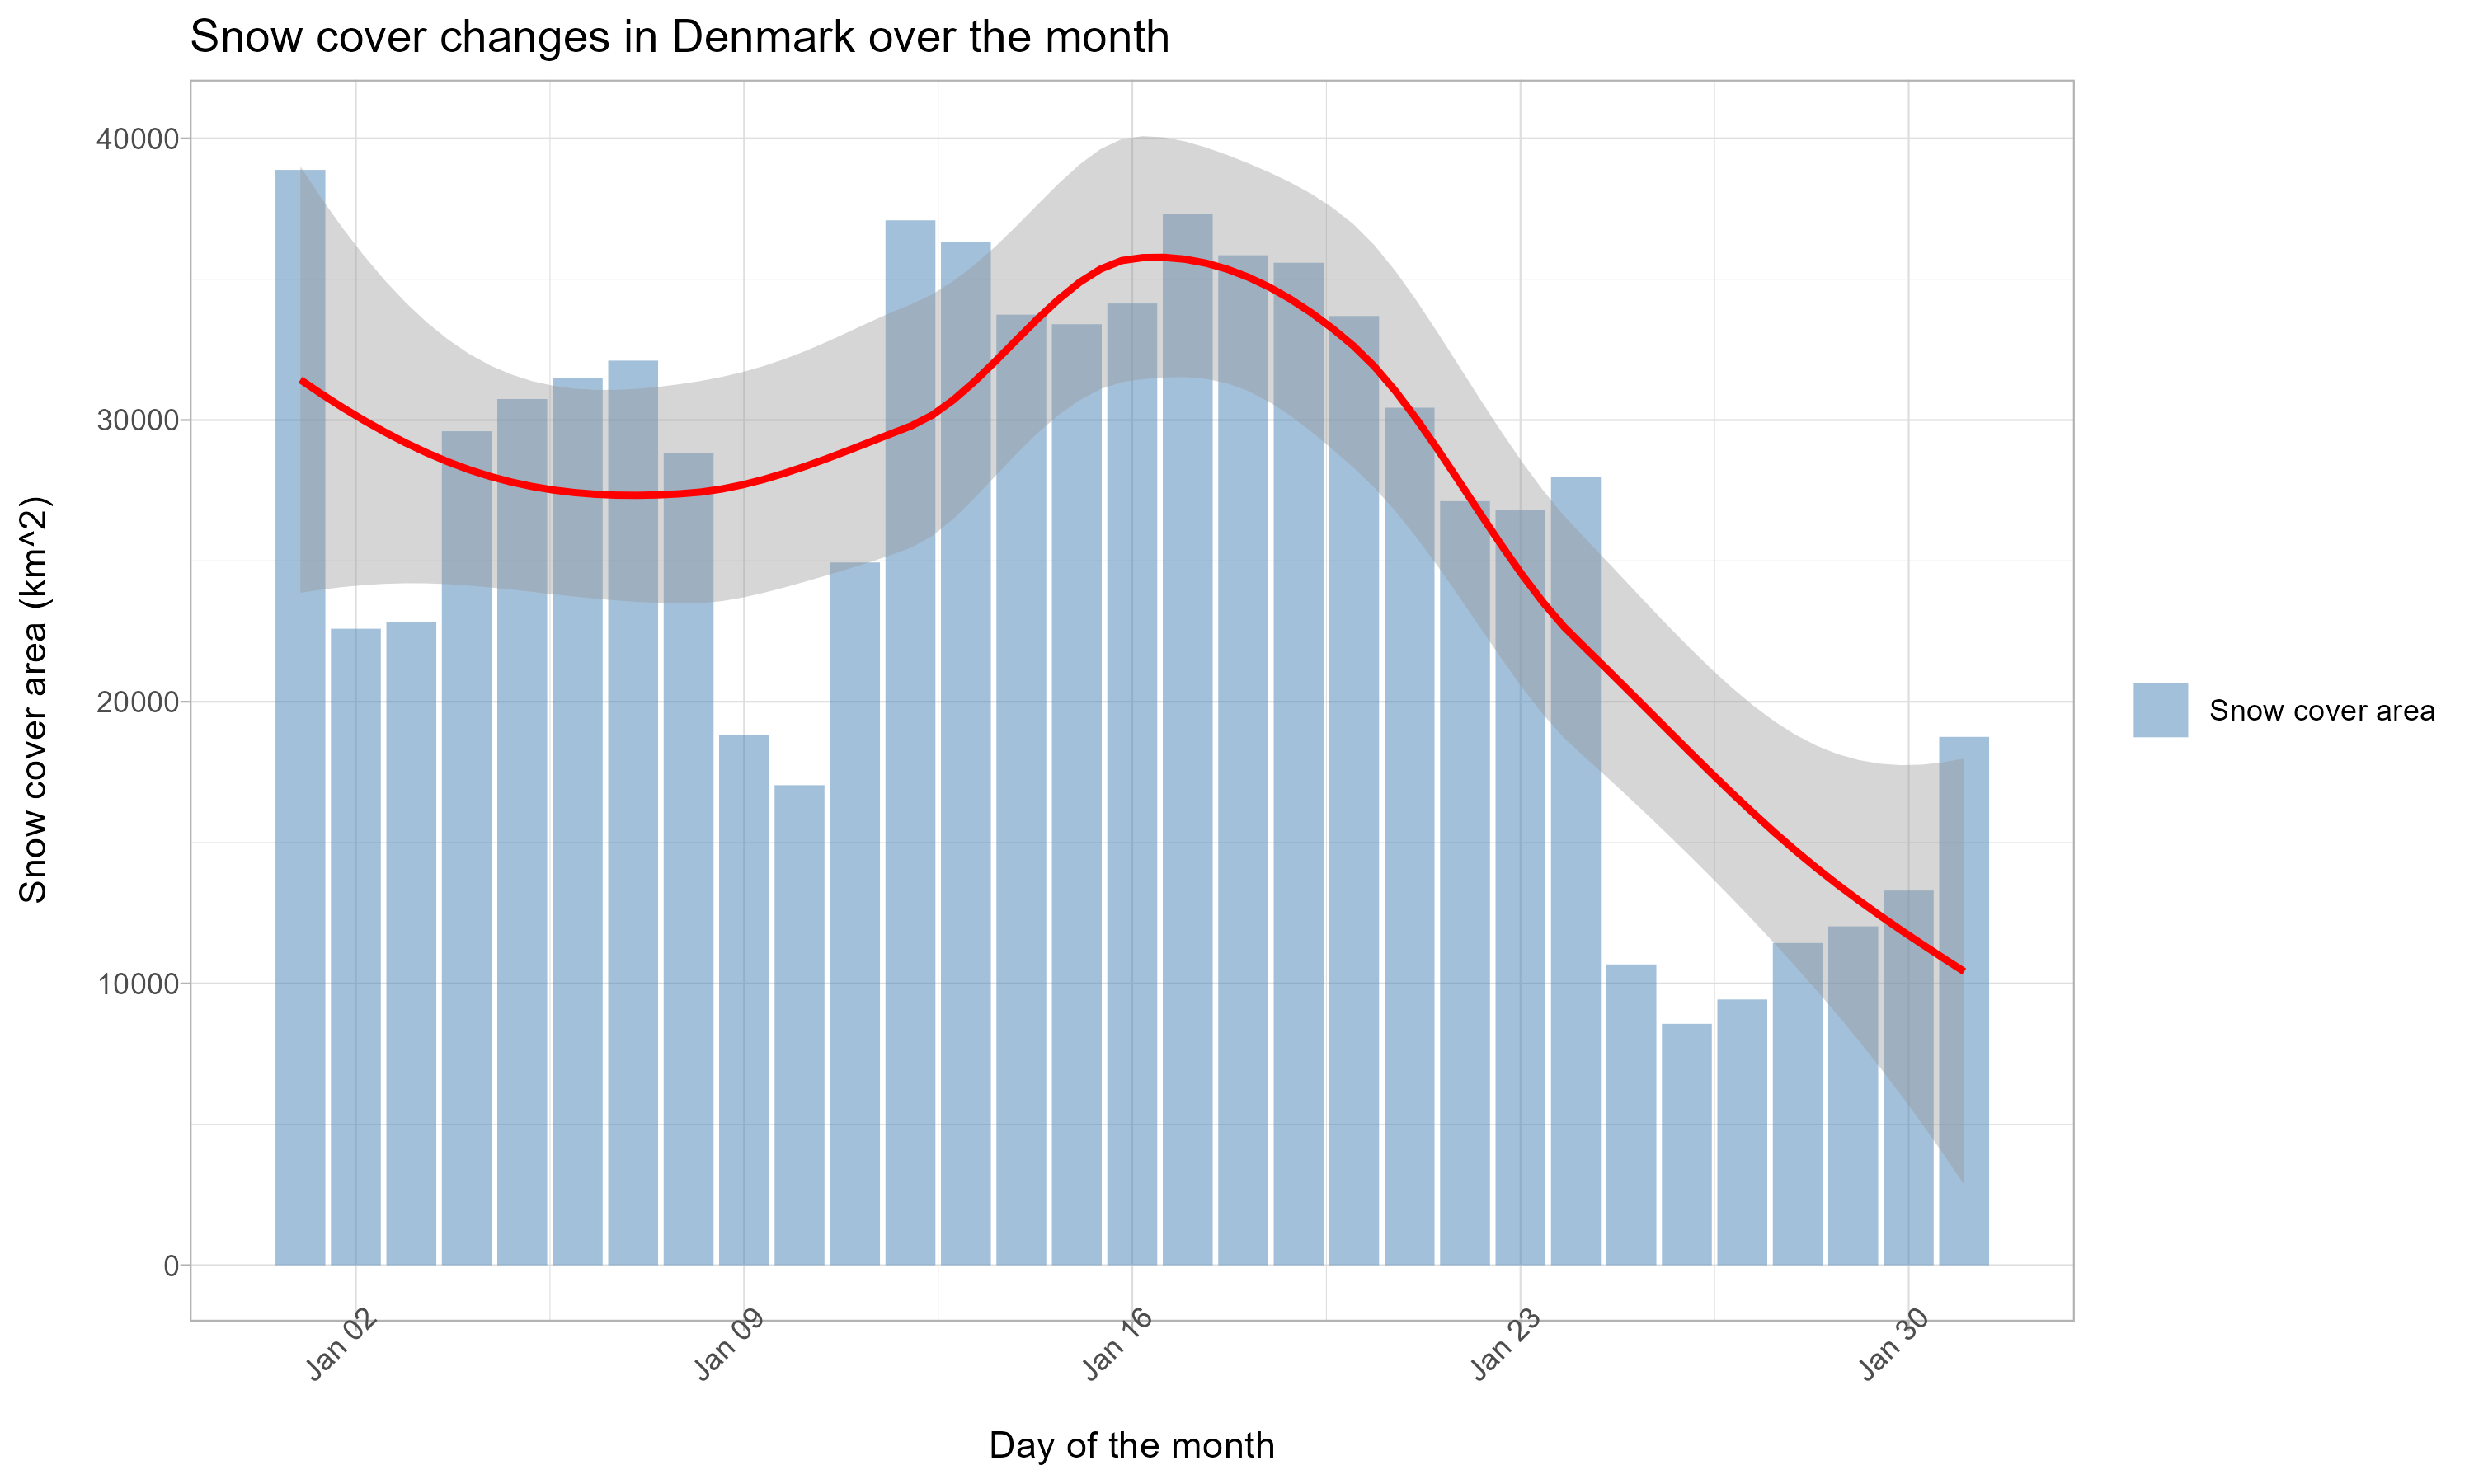 Snow cover changes in Denmark over the month
Snow cover area (km^2)
40000
30000
20000
10000
0
Jan 02
Jan 09
Jan 16
Jan 23
Jan 30
Day of the month
Snow cover area